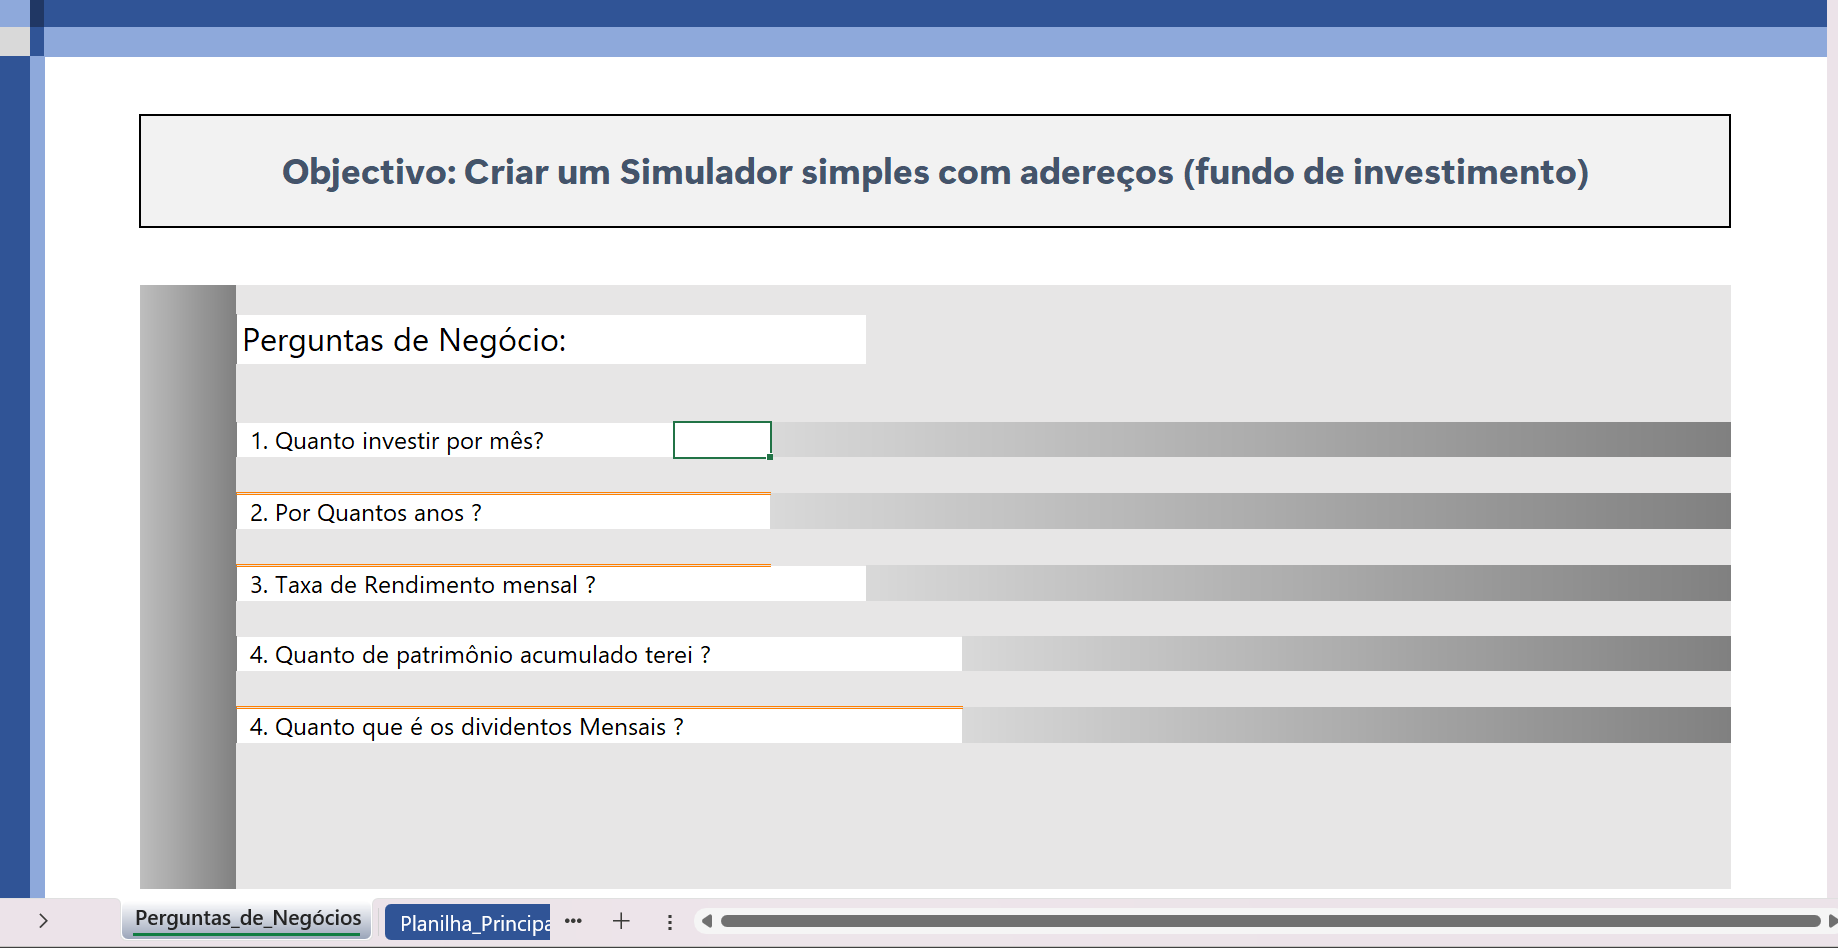 Objectivo: Criar um Simulador simples com adereços (fundo de investimento)
Perguntas de Negócio:
1. Quanto investir por mês?
2. Por Quantos anos ?
3. Taxa de Rendimento mensal ?
4. Quanto de patrimônio acumulado terei ?
4. Quanto que é os dividentos Mensais ?
Perguntas_de_Negócios
Planilha_Principa